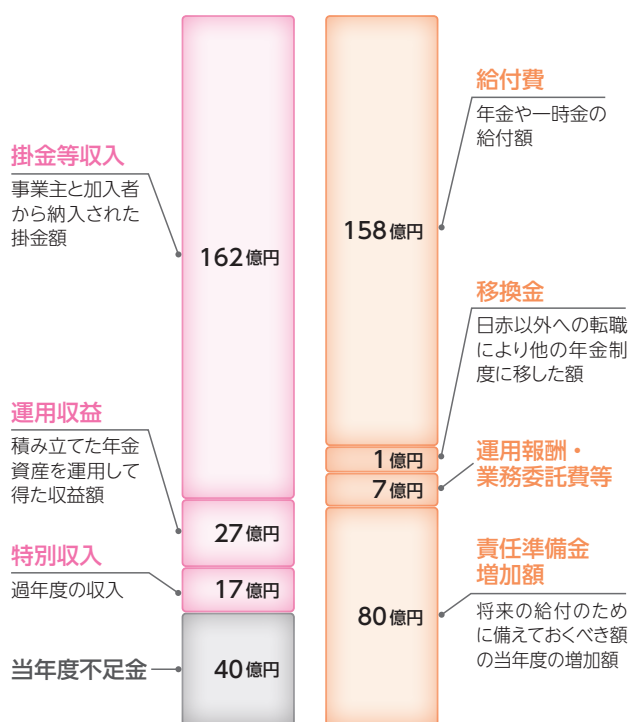 掛金等収入
事業主と加入者
から納入された
掛金額
162億円
運用収益
積み立てた年金
資産を運用して
得た収益額
27億円
特別収入
過年度の収入
17億円
当年度不足金
40億円
給付費
年金や一時金の
給付額
158億円
移換金
日赤以外への転職
により他の年金制
度に移した額
1億円
運用報酬・
業務委託費等
7億円
責任準備金
増加額
将来の給付のため
に備えておくべき額
の当年度の増加額
80億円